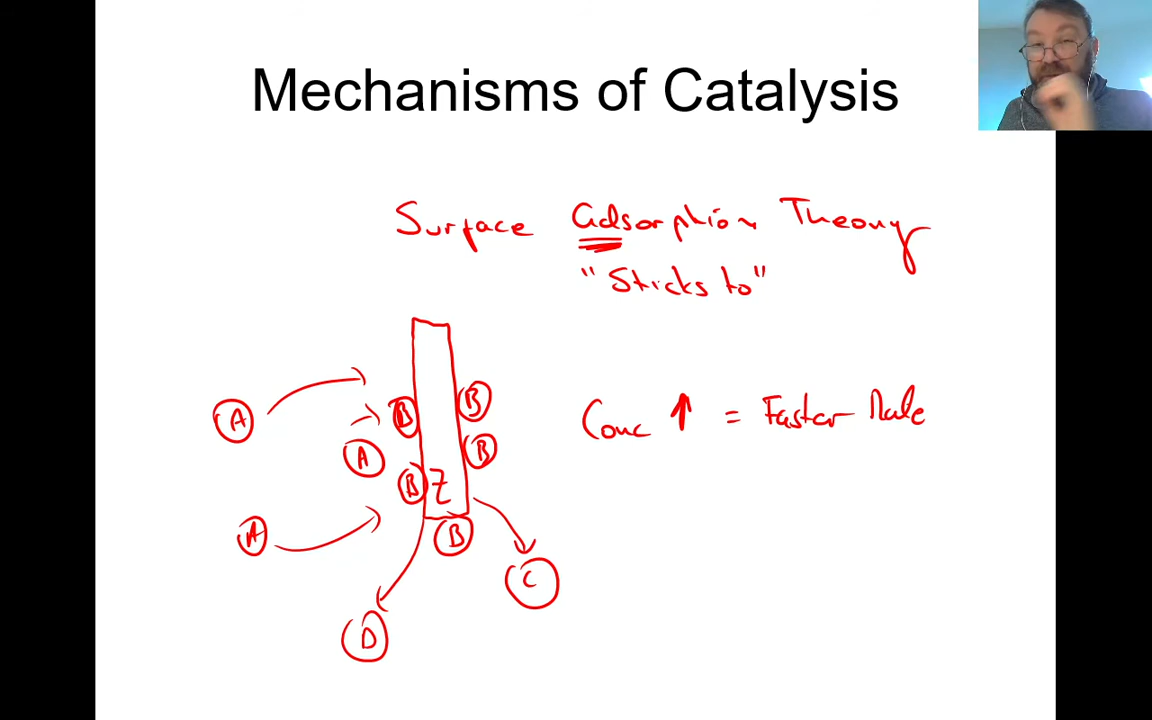 Mechanisms of Catalysis
Surface adsorption Theory
"Sticks to"
A
B
B
Conc ↑ = Faster Rate
A
B
B
Z
A
B
C
D